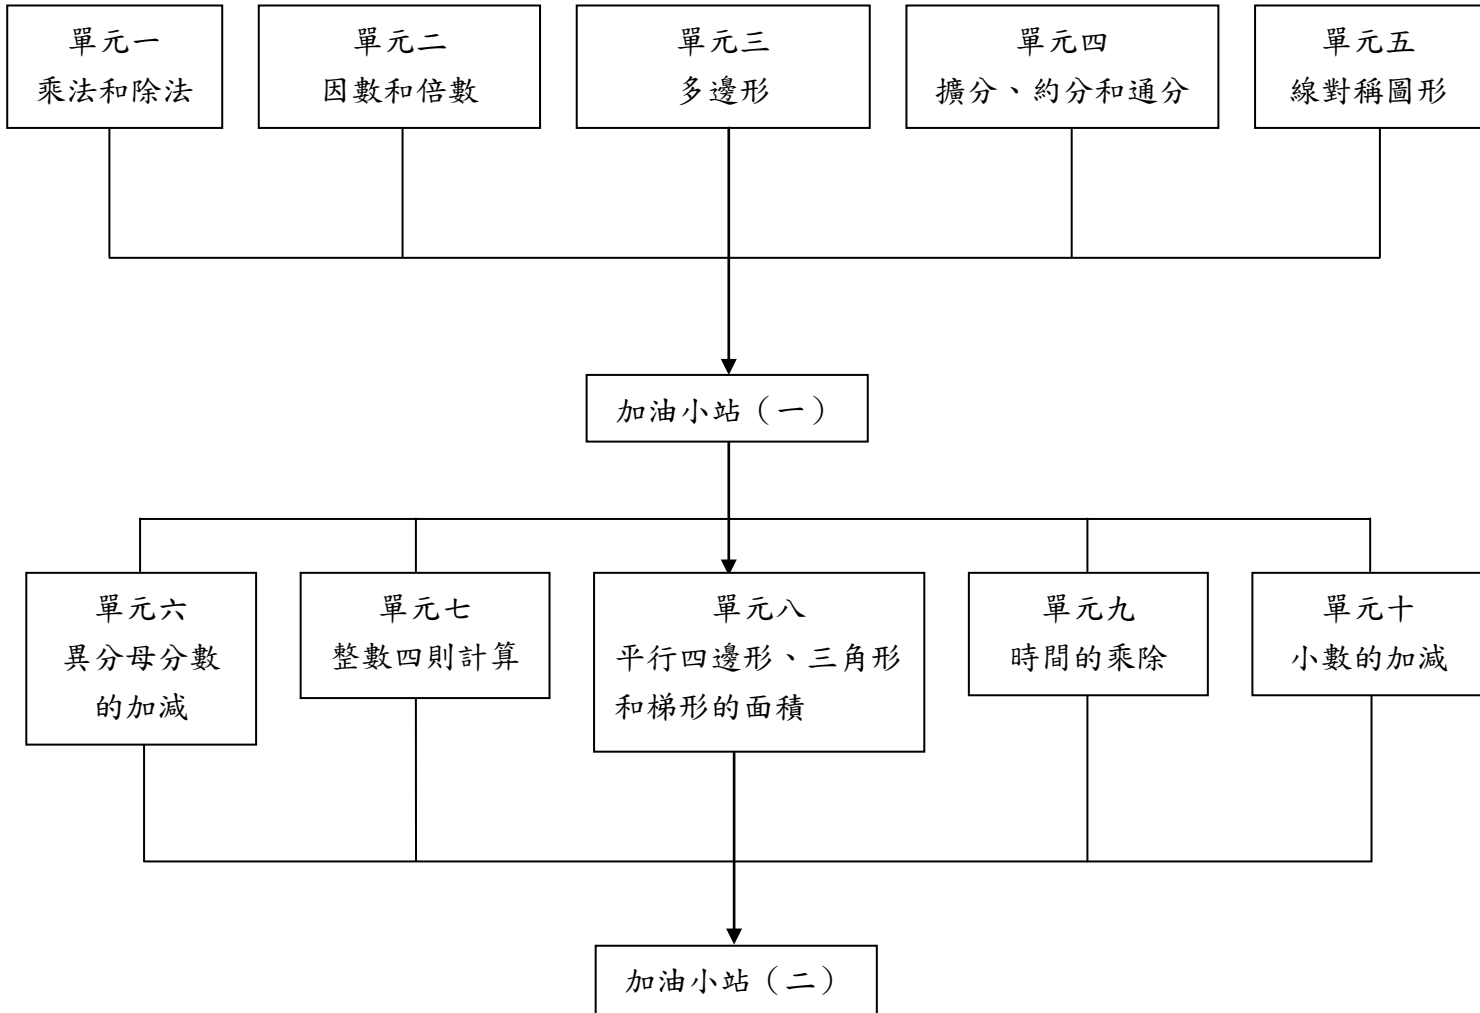 單元一
乘法和除法
單元二
因數和倍數
單元三
多邊形
單元四
擴分、約分和通分
單元五
線對稱圖形
加油小站（一）
單元六
異分母分數
的加減
單元七
整數四則計算
單元八
平行四邊形、三角形
和梯形的面積
單元九
時間的乘除
單元十
小數的加減
加油小站（二）